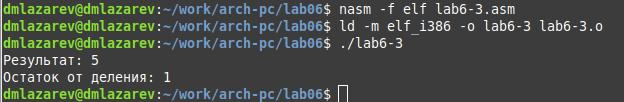 dmlazarev@dmlazarev:~/work/arch-pc/lab06$ nasm -f elf lab6-3.asm
dmlazarev@dmlazarev:~/work/arch-pc/lab06$ ld -m elf_i386 -o lab6-3 lab6-3.o
dmlazarev@dmlazarev:~/work/arch-pc/lab06$ ./lab6-3
Результат: 5
Остаток от деления: 1
dmlazarev@dmlazarev:~/work/arch-pc/lab06$